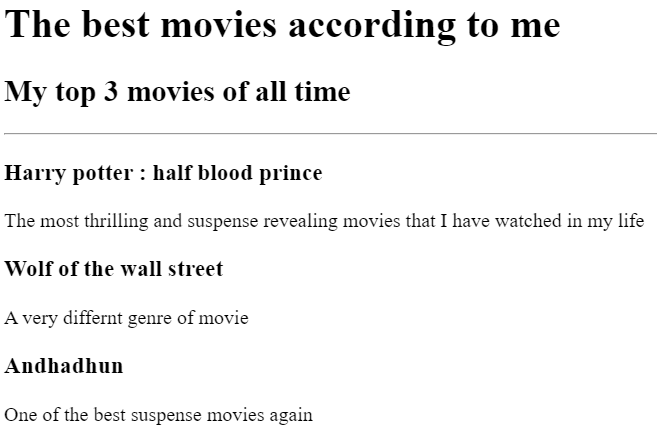 The best movies according to me
My top 3 movies of all time
Harry potter : half blood prince
The most thrilling and suspense revealing movies that I have watched in my life
Wolf of the wall street
A very differnt genre of movie
Andhadhun
One of the best suspense movies again